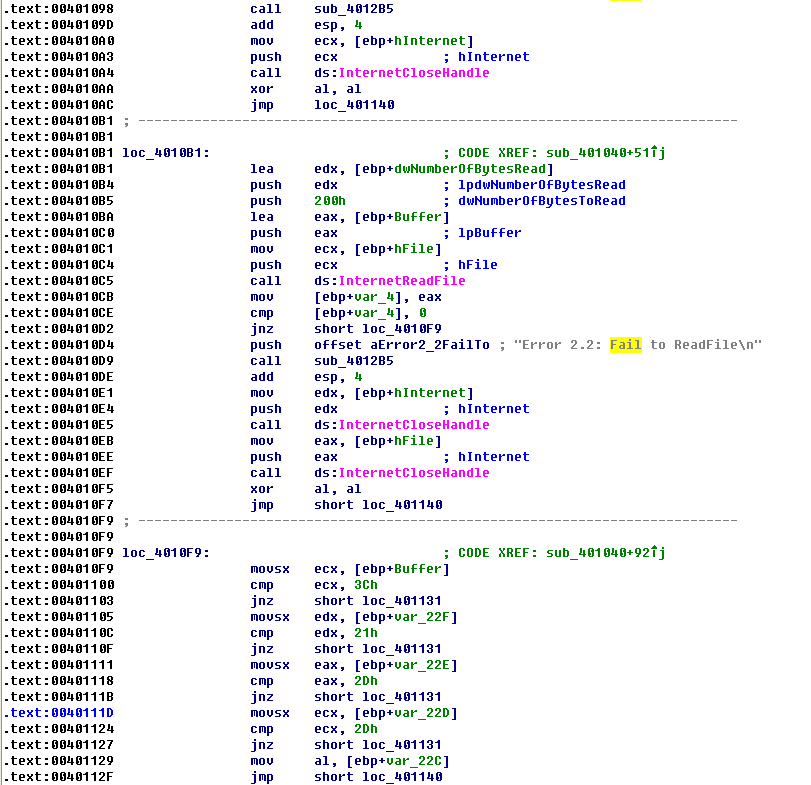 .text:00401098 call sub_4012B5
.text:0040109D add esp, 4
.text:004010A0 mov ecx, [ebp+hInternet]
.text:004010A3 push ecx ; hInternet
.text:004010A4 call ds:InternetCloseHandle
.text:004010AA xor al, al
.text:004010AC jmp loc_401140
.text:004010B1 ; ---------------------------------------------------------------------------
.text:004010B1
.text:004010B1 loc_4010B1: ; CODE XREF: sub_401040+51↑j
.text:004010B1 lea edx, [ebp+dwNumberOfBytesRead]
.text:004010B4 push edx ; lpdwNumberOfBytesRead
.text:004010B5 push 200h ; dwNumberOfBytesToRead
.text:004010BA lea eax, [ebp+Buffer]
.text:004010C0 push eax ; lpBuffer
.text:004010C1 mov ecx, [ebp+hFile]
.text:004010C4 push ecx ; hFile
.text:004010C5 call ds:InternetReadFile
.text:004010CB mov [ebp+var_4], eax
.text:004010CE cmp [ebp+var_4], 0
.text:004010D2 jnz short loc_4010F9
.text:004010D4 push offset aError2_2FailTo ; "Error 2.2: Fail to ReadFile\n"
.text:004010D9 call sub_4012B5
.text:004010DE add esp, 4
.text:004010E1 mov edx, [ebp+hInternet]
.text:004010E4 push edx ; hInternet
.text:004010E5 call ds:InternetCloseHandle
.text:004010EB mov eax, [ebp+hFile]
.text:004010EE push eax ; hInternet
.text:004010EF call ds:InternetCloseHandle
.text:004010F5 xor al, al
.text:004010F7 jmp short loc_401140
.text:004010F9 ; ---------------------------------------------------------------------------
.text:004010F9
.text:004010F9 loc_4010F9: ; CODE XREF: sub_401040+92↑j
.text:004010F9 movsx ecx, [ebp+Buffer]
.text:00401100 cmp ecx, 3Ch
.text:00401103 jnz short loc_401131
.text:00401105 movsx edx, [ebp+var_22F]
.text:0040110C cmp edx, 21h
.text:0040110F jnz short loc_401131
.text:00401111 movsx eax, [ebp+var_22E]
.text:00401118 cmp eax, 2Dh
.text:0040111B jnz short loc_401131
.text:0040111D movsx ecx, [ebp+var_22D]
.text:00401124 cmp ecx, 2Dh
.text:00401127 jnz short loc_401131
.text:00401129 mov al, [ebp+var_22C]
.text:0040112F jmp short loc_401140